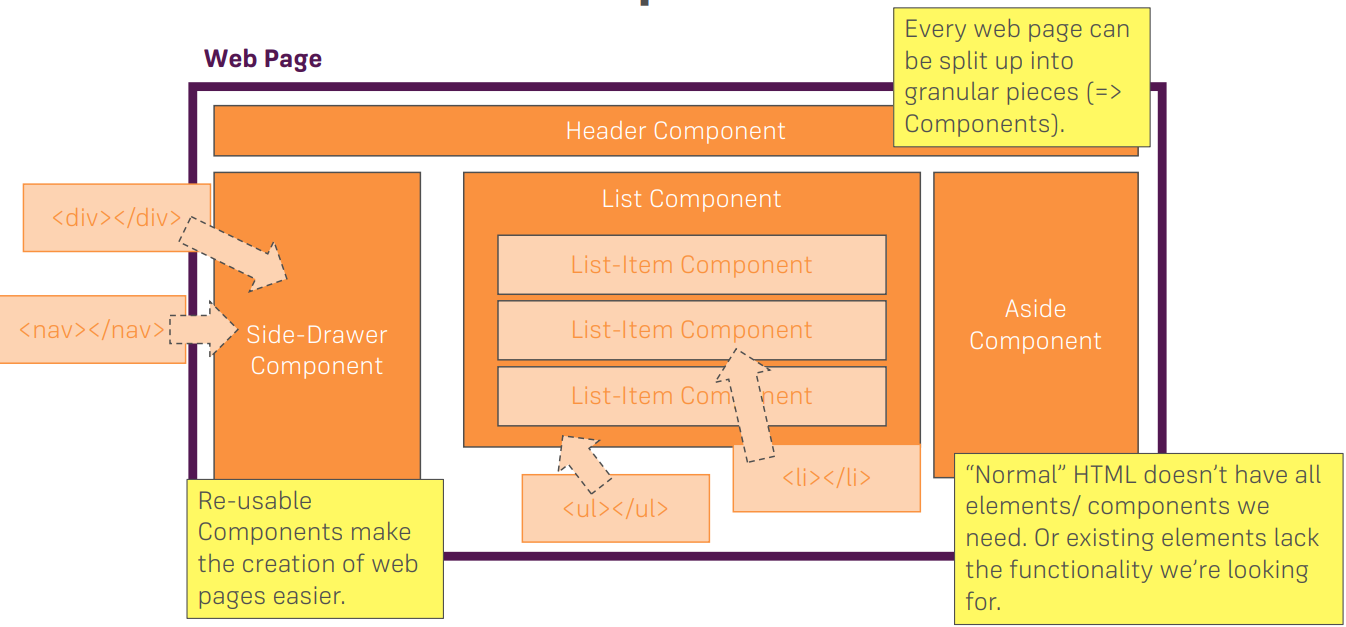 Web Page
Every web page can
be split up into
granular pieces (=>
Components).
Header Component
<div></div>
<nav></nav>
Side-Drawer
Component
List Component
List-Item Component
List-Item Component
List-Item Component
<ul></ul>
<li></li>
Aside
Component
Re-usable
Components make
the creation of web
pages easier.
“Normal” HTML doesn’t have all
elements/ components we
need. Or existing elements lack
the functionality we’re looking
for.